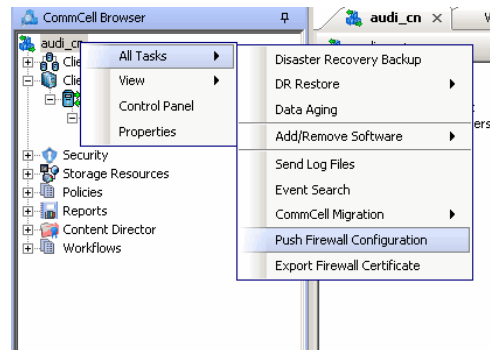 CommCell Browser
audi_cn
audi_cn
All Tasks
View
Control Panel
Properties
Disaster Recovery Backup
DR Restore
Data Aging
Add/Remove Software
Send Log Files
Event Search
CommCell Migration
Push Firewall Configuration
Export Firewall Certificate
Security
Storage Resources
Policies
Reports
Content Director
Workflows